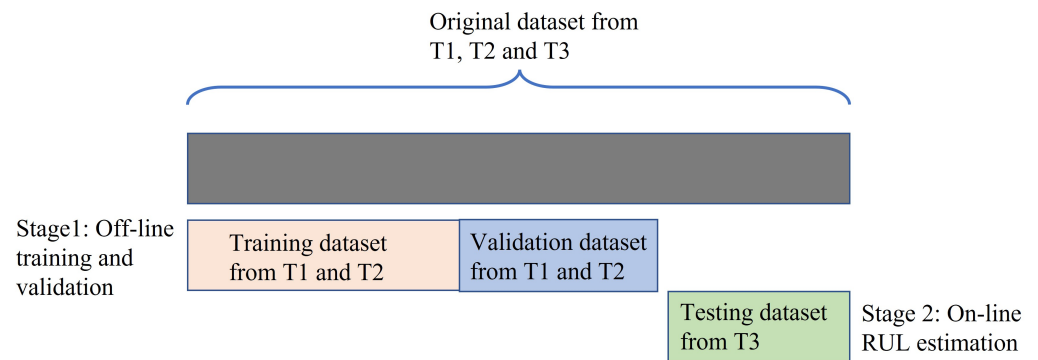 Original dataset from
T1, T2 and T3
Stage1: Off-line
training and
validation
Training dataset
from T1 and T2
Validation dataset
from T1 and T2
Testing dataset
from T3
Stage 2: On-line
RUL estimation